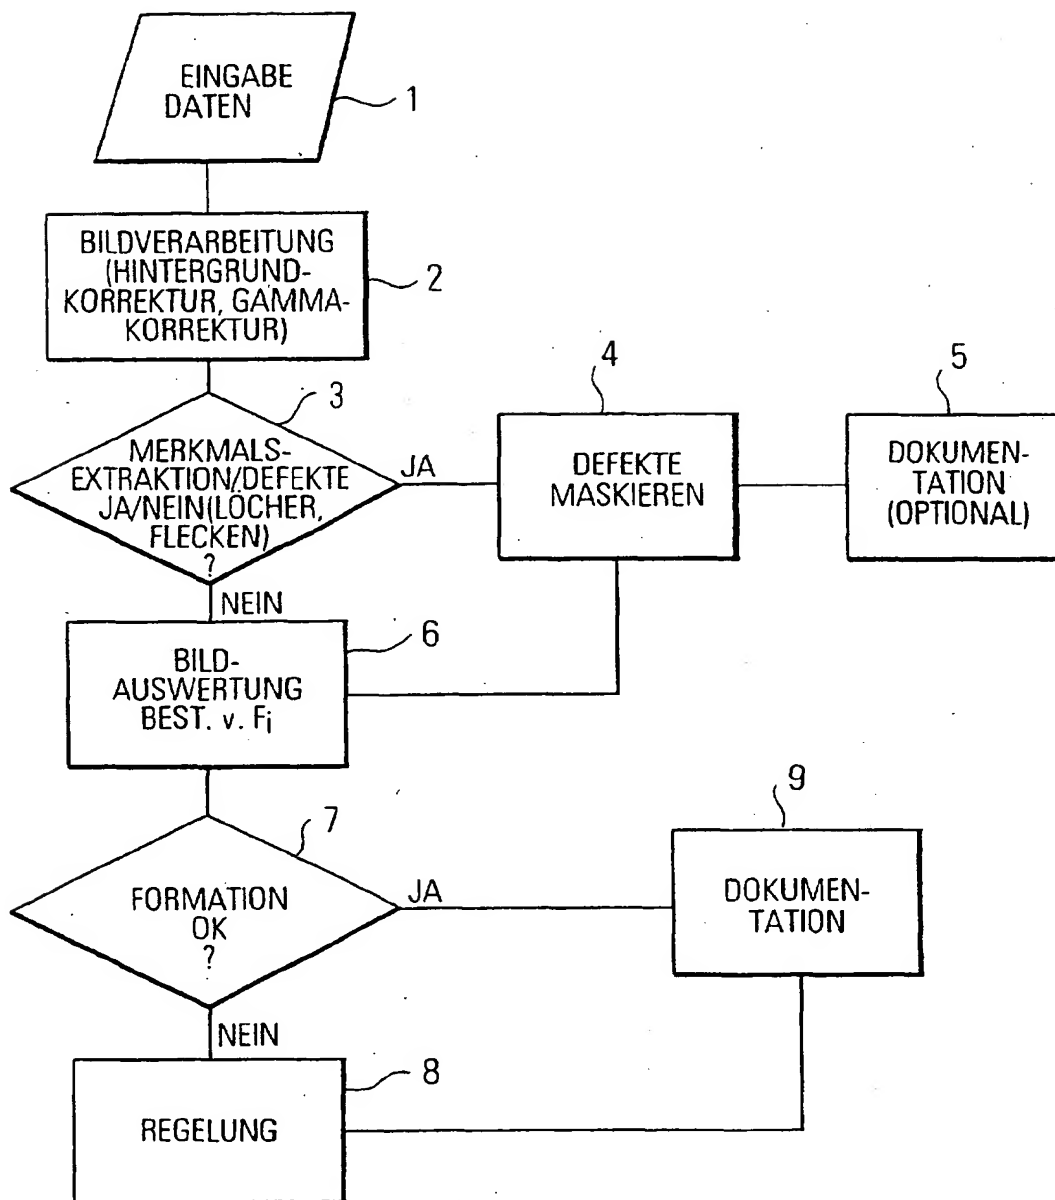 EINGABE
DATEN
1
BILDVERARBEITUNG
(HINTERGRUND-
KORREKTUR, GAMMA-
KORREKTUR)
2
3
MERKMALS-
EXTRAKTION/DEFEKTE
JA/NEIN(LÖCHER,
FLECKEN)
?
JA
4
DEFEKTE
MASKIEREN
5
DOKUMEN-
TATION
(OPTIONAL)
NEIN
6
BILD-
AUSWERTUNG
BEST. v. Fi
7
FORMATION
OK
?
JA
9
DOKUMEN-
TATION
NEIN
8
REGELUNG